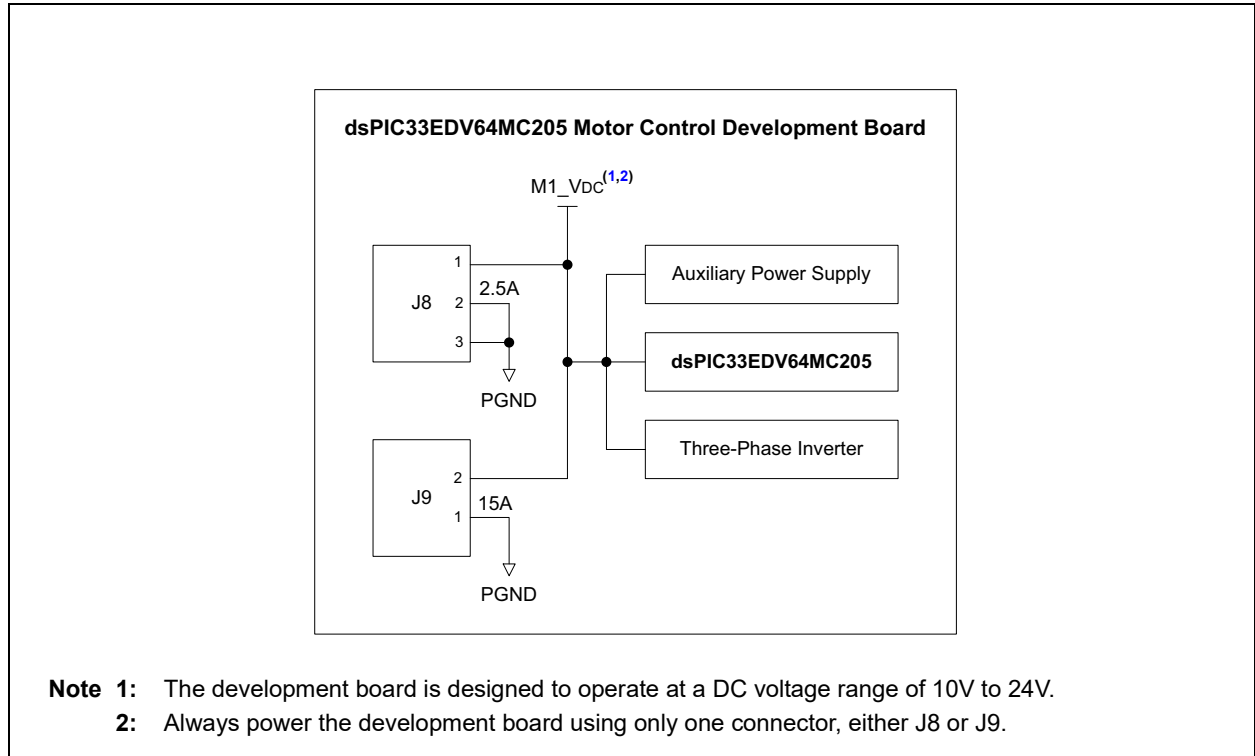 dsPIC33EDV64MC205 Motor Control Development Board
M1_VDC(1,2)
J8
1
2.5A
2
3
PGND
J9
2
15A
1
PGND
Auxiliary Power Supply
dsPIC33EDV64MC205
Three-Phase Inverter
Note 1: The development board is designed to operate at a DC voltage range of 10V to 24V.
2: Always power the development board using only one connector, either J8 or J9.